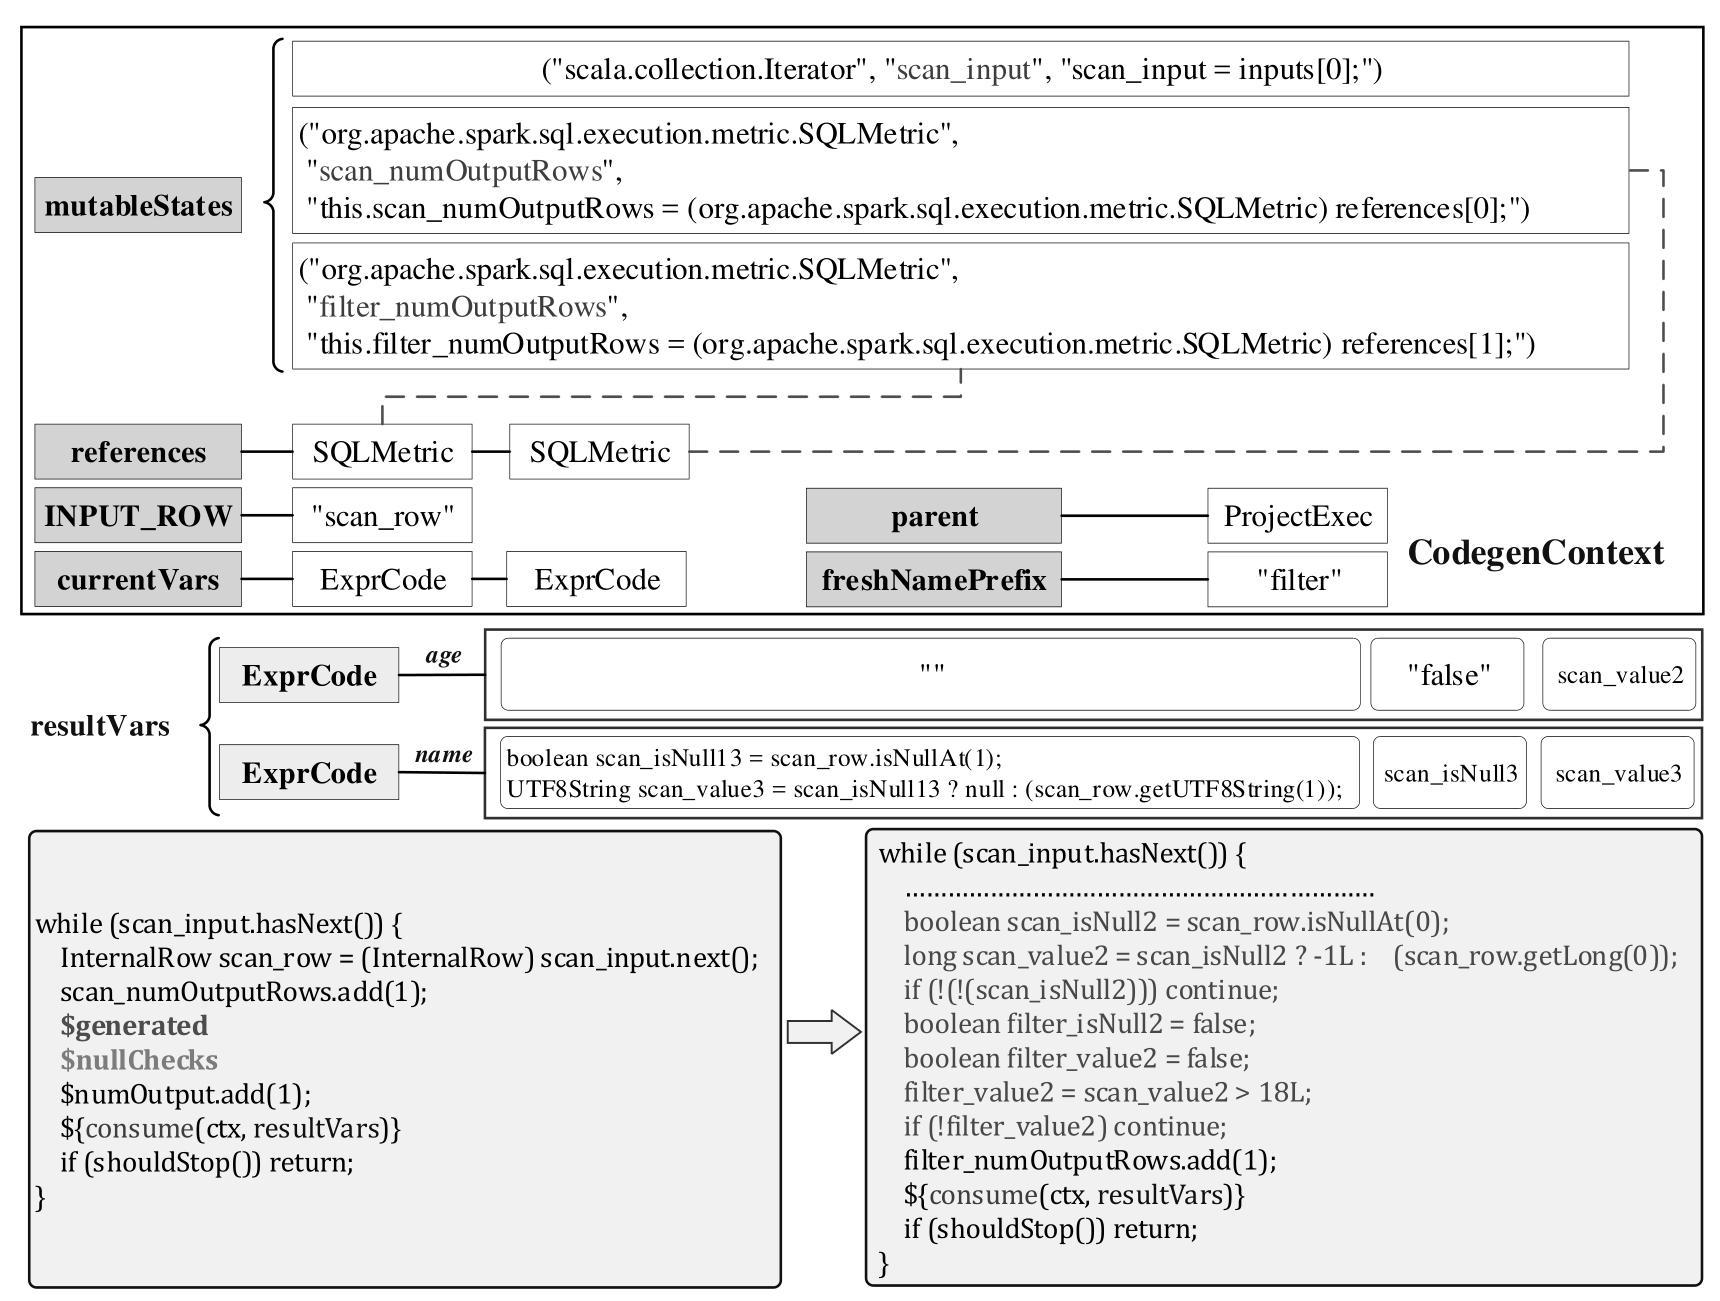 ("scala.collection.Iterator", "scan_input", "scan_input = inputs[0];")
("org.apache.spark.sql.execution.metric.SQLMetric",
"scan_numOutputRows",
"this.scan_numOutputRows = (org.apache.spark.sql.execution.metric.SQLMetric) references[0];")
mutableStates
("org.apache.spark.sql.execution.metric.SQLMetric",
"filter_numOutputRows",
"this.filter_numOutputRows = (org.apache.spark.sql.execution.metric.SQLMetric) references[1];")
references SQLMetric SQLMetric
INPUT_ROW "scan_row" parent ProjectExec
CodegenContext
currentVars ExprCode ExprCode freshNamePrefix "filter"
resultVars
ExprCode age "" "false" scan_value2
ExprCode name
boolean scan_isNull13 = scan_row.isNullAt(1);
UTF8String scan_value3 = scan_isNull13 ? null : (scan_row.getUTF8String(1));
scan_isNull3 scan_value3
while (scan_input.hasNext()) {
InternalRow scan_row = (InternalRow) scan_input.next();
scan_numOutputRows.add(1);
$generated
$nullChecks
$numOutput.add(1);
${consume(ctx, resultVars)}
if (shouldStop()) return;
}
while (scan_input.hasNext()) {
..................................................................
boolean scan_isNull2 = scan_row.isNullAt(0);
long scan_value2 = scan_isNull2 ? -1L : (scan_row.getLong(0));
if (!(!(scan_isNull2))) continue;
boolean filter_isNull2 = false;
boolean filter_value2 = false;
filter_value2 = scan_value2 > 18L;
if (!filter_value2) continue;
filter_numOutputRows.add(1);
${consume(ctx, resultVars)}
if (shouldStop()) return;
}